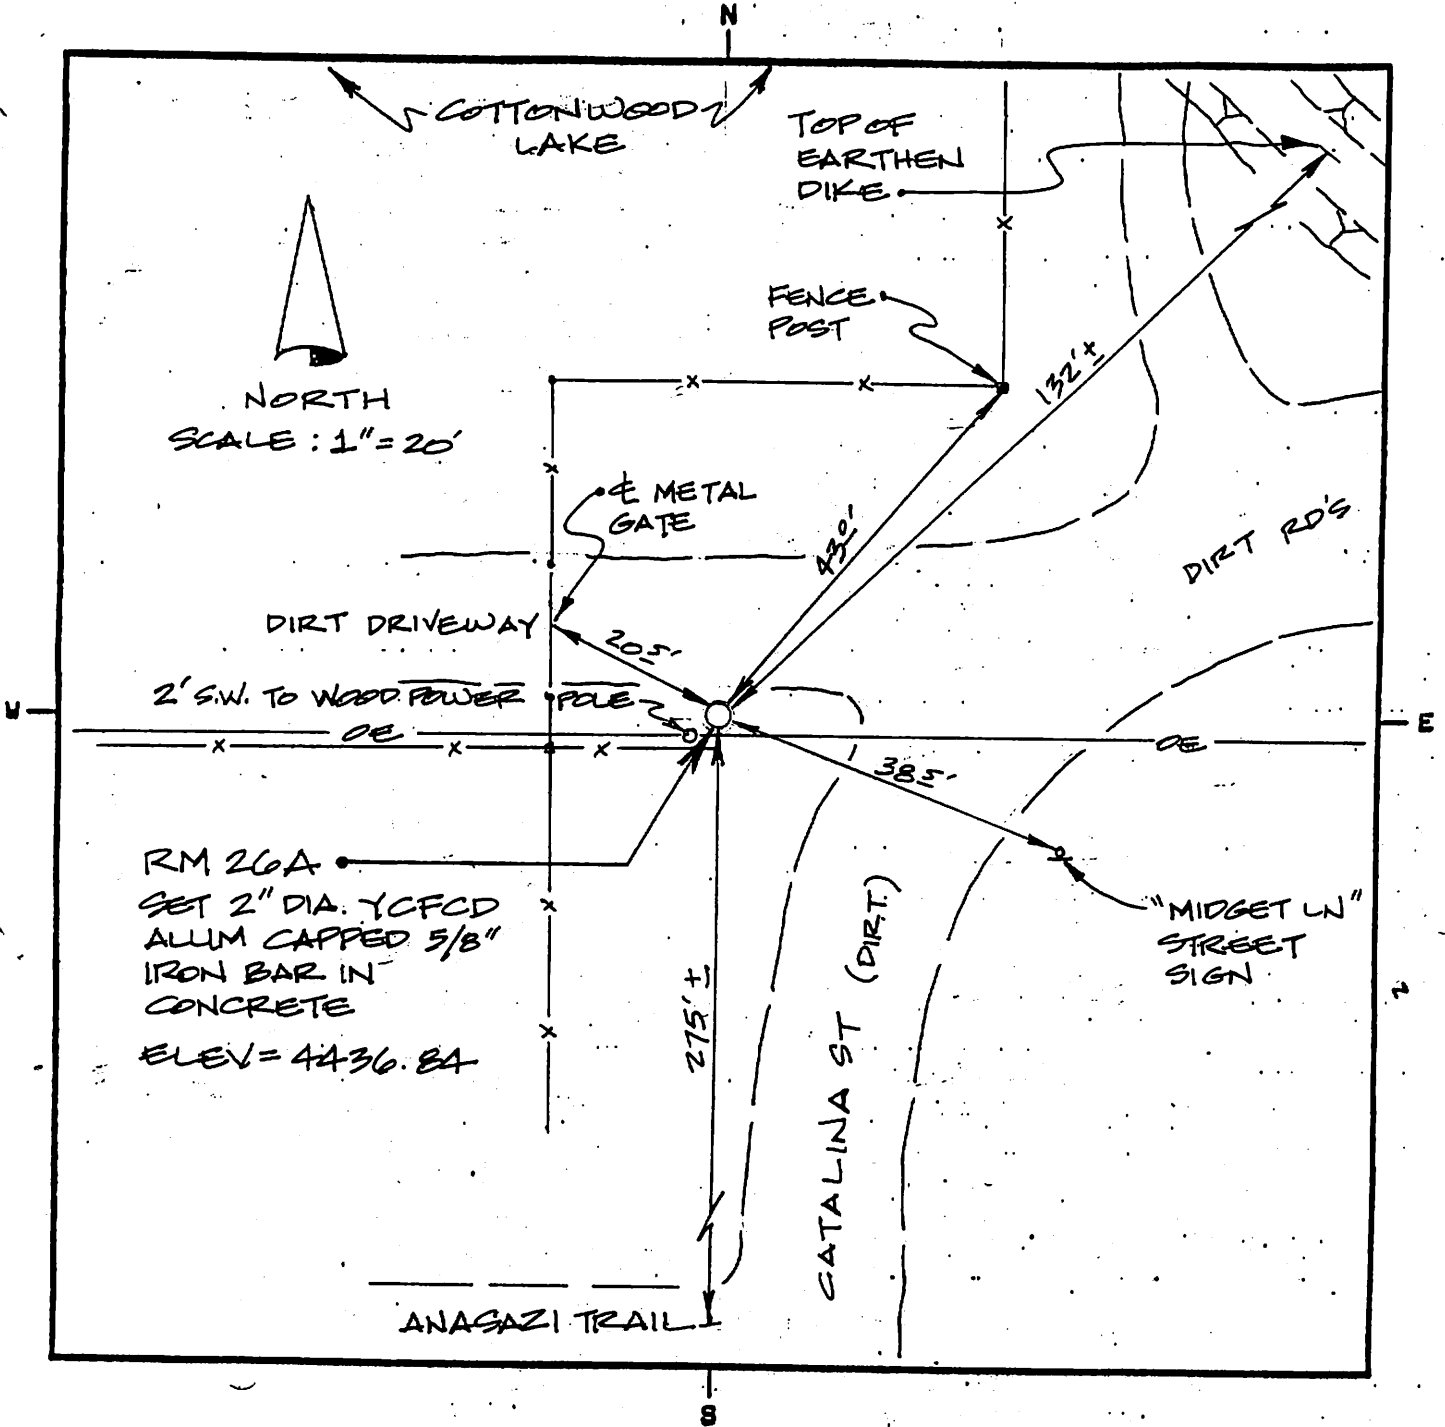 N
COTTONWOOD
LAKE
TOP OF
EARTHEN
DIKE
FENCE
POST
132'±
NORTH
SCALE : 1" = 20'
℄ METAL
GATE
43.0'
DIRT RD'S
DIRT DRIVEWAY
20.5'
2' S.W. TO WOOD POWER POLE
W
E
OE
OE
38.5'
RM 26A
SET 2" DIA. YCFCD
ALUM CAPPED 5/8"
IRON BAR IN
CONCRETE
ELEV = 4436.84
"MIDGET LN"
STREET
SIGN
275'±
CATALINA ST (DIRT)
ANAGAZI TRAIL
S